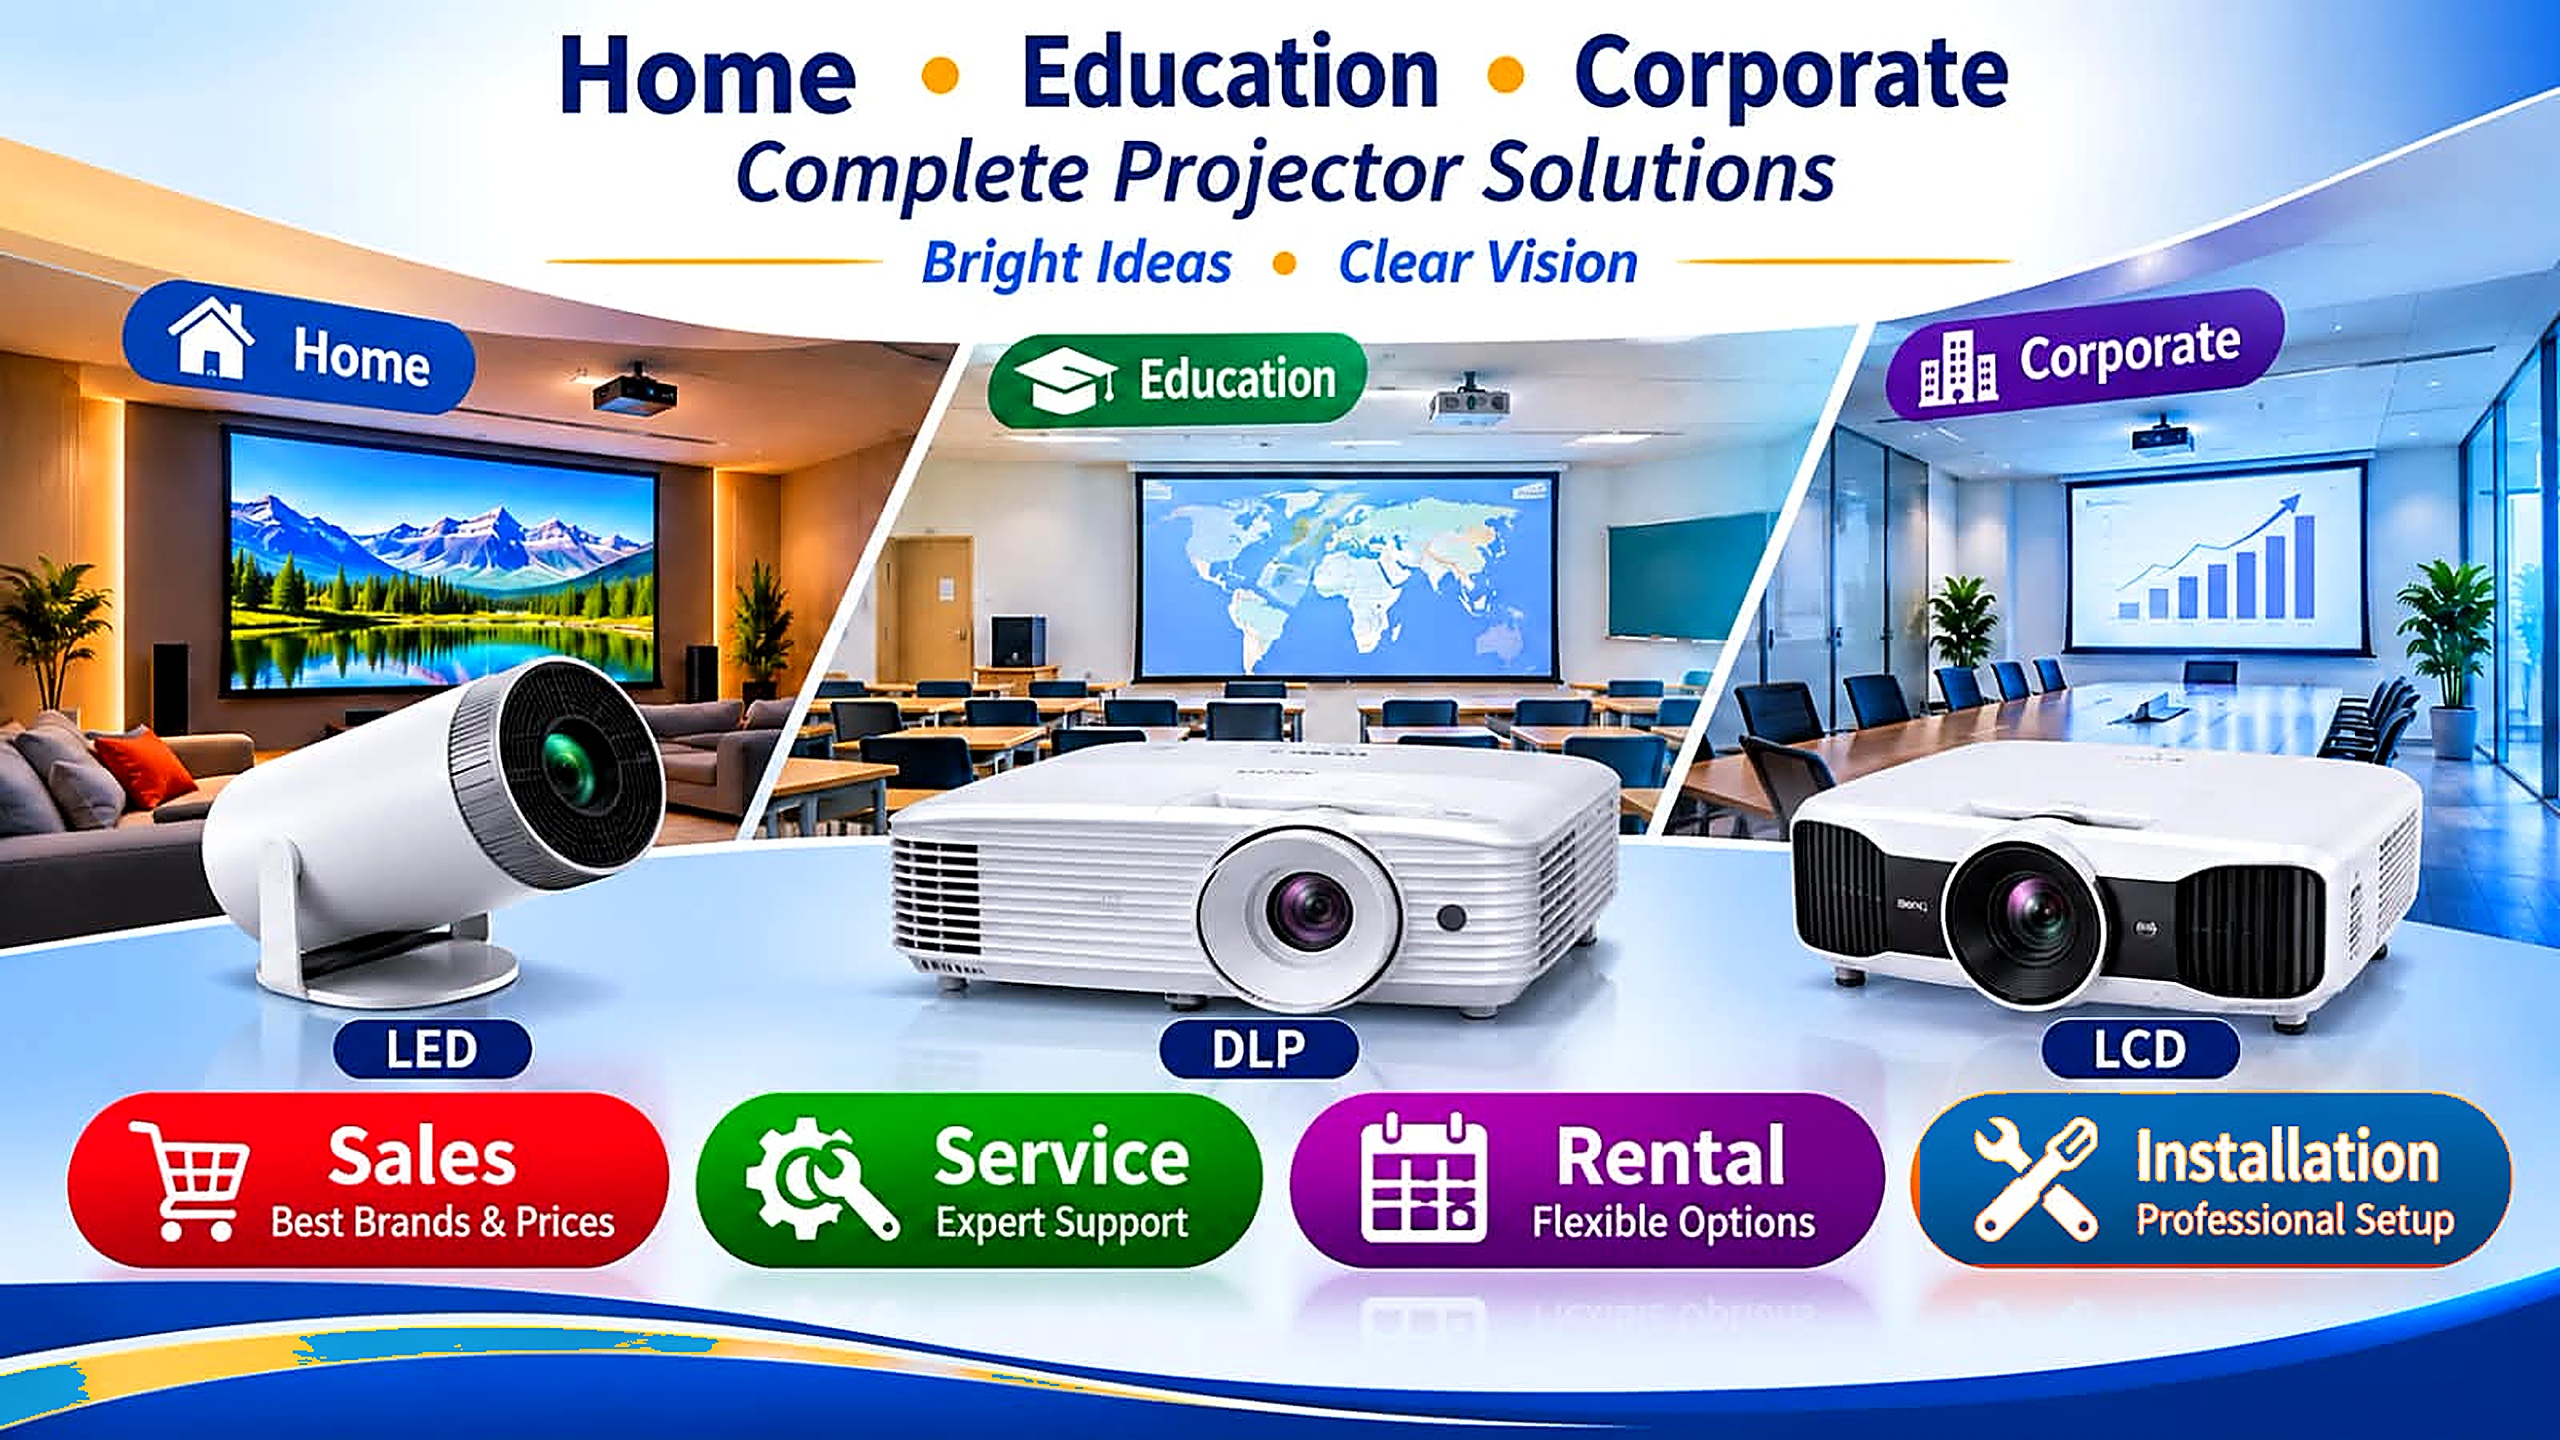 Home • Education • Corporate
Complete Projector Solutions
Bright Ideas • Clear Vision
Home
Education
Corporate
BenQ
LED
DLP
LCD
Sales
Best Brands & Prices
Service
Expert Support
Rental
Flexible Options
Installation
Professional Setup